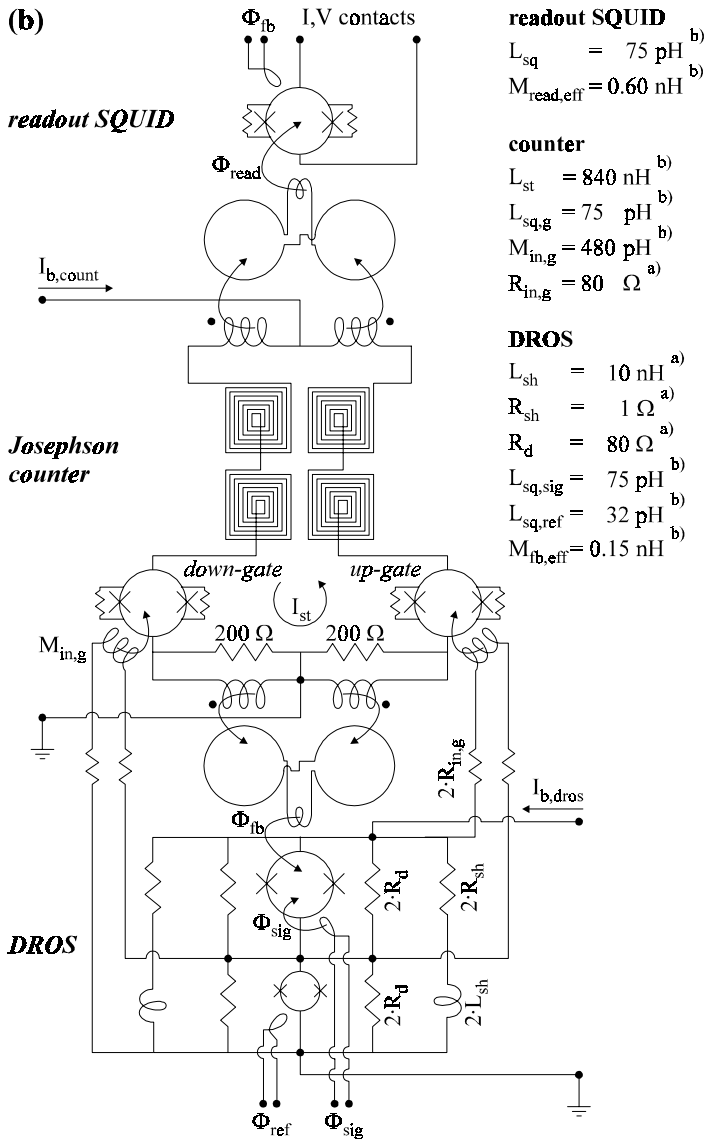 (b)
Φfb
I,V contacts
readout SQUID
Φread
Ib,count
Josephson
counter
down-gate
up-gate
Ist
200 Ω
200 Ω
Min,g
2·Rin,g
Ib,dros
Φfb
2·Rd
2·Rsh
Φsig
DROS
2·Rd
2·Lsh
Φref
Φsig
readout SQUID
Lsq = 75 pH b)
Mread,eff = 0.60 nH b)
counter
Lst = 840 nH b)
Lsq,g = 75 pH b)
Min,g = 480 pH b)
Rin,g = 80 Ω a)
DROS
Lsh = 10 nH a)
Rsh = 1 Ω a)
Rd = 80 Ω a)
Lsq,sig = 75 pH b)
Lsq,ref = 32 pH b)
Mfb,eff = 0.15 nH b)